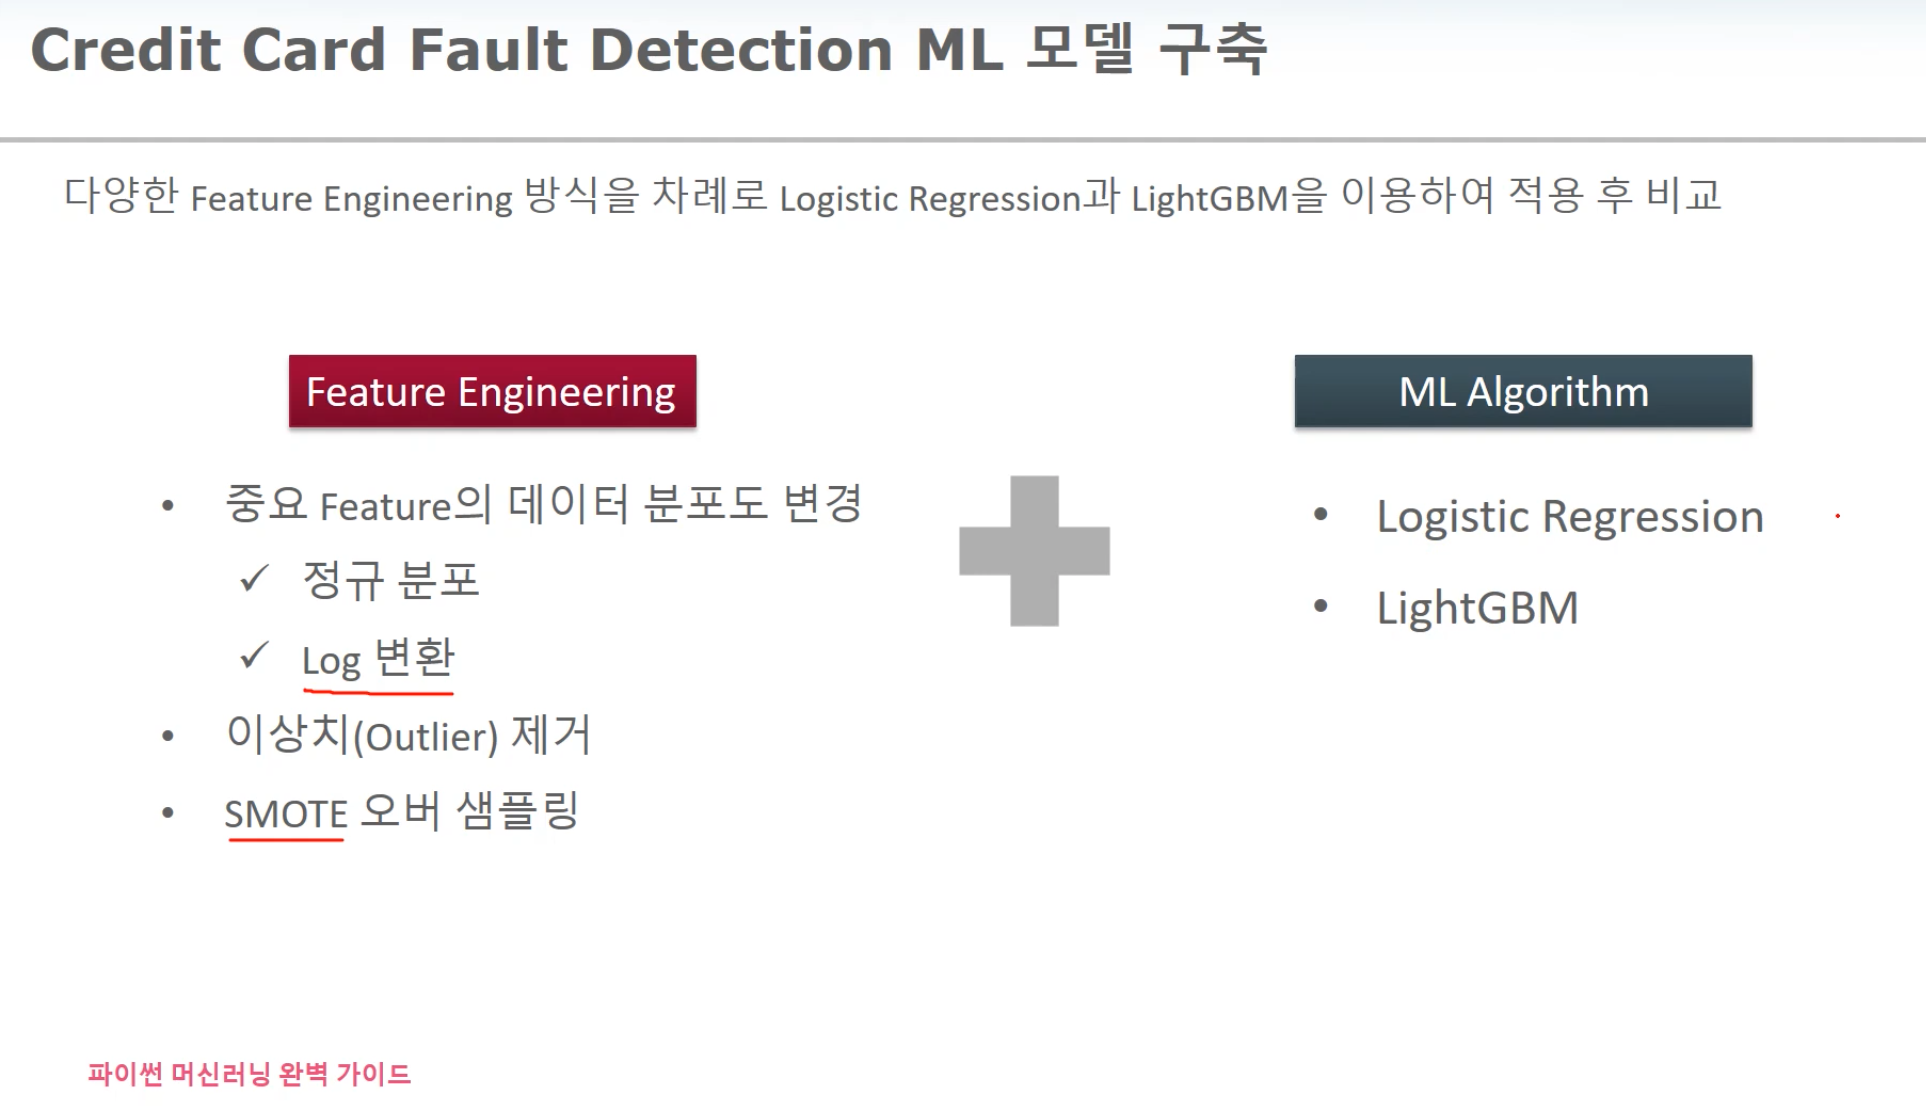 Credit Card Fault Detection ML 모델 구축
다양한 Feature Engineering 방식을 차례로 Logistic Regression과 LightGBM을 이용하여 적용 후 비교
Feature Engineering
• 중요 Feature의 데이터 분포도 변경
✓ 정규 분포
✓ Log 변환
• 이상치(Outlier) 제거
• SMOTE 오버 샘플링
ML Algorithm
• Logistic Regression
• LightGBM
파이썬 머신러닝 완벽 가이드